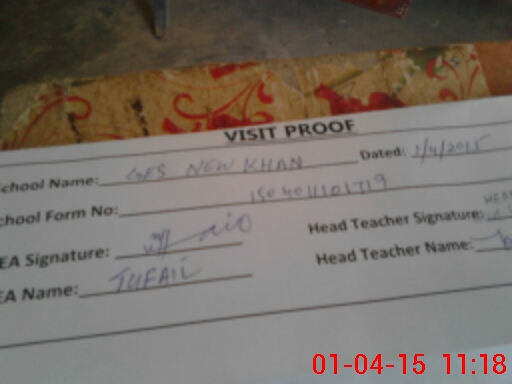 VISIT PROOF
School Name: GES NEW KHAN Dated: 1/4/2015
School Form No:
EA Signature: Head Teacher Signature:
EA Name: TUFAIL Head Teacher Name:
01-04-15 11:18